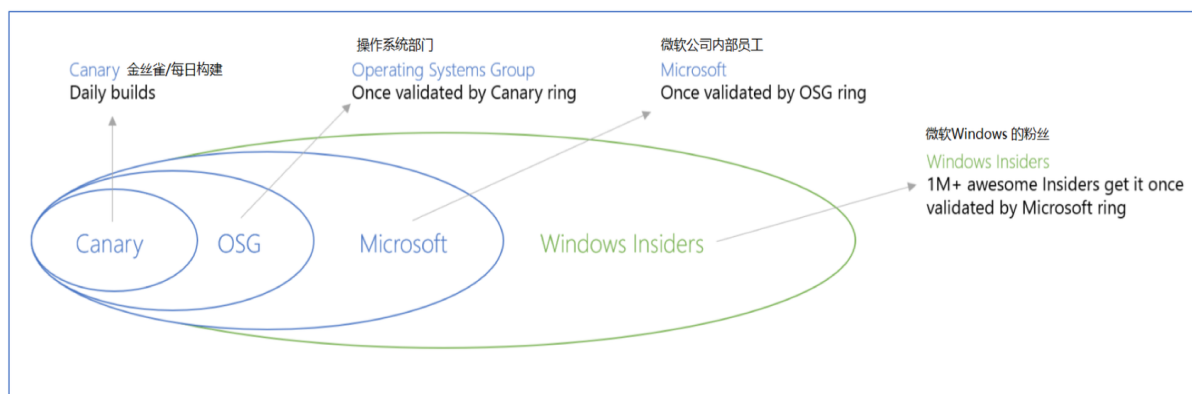 Canary 金丝雀/每日构建
Daily builds
操作系统部门
Operating Systems Group
Once validated by Canary ring
微软公司内部员工
Microsoft
Once validated by OSG ring
微软Windows 的粉丝
Windows Insiders
1M+ awesome Insiders get it once
validated by Microsoft ring
Canary
OSG
Microsoft
Windows Insiders